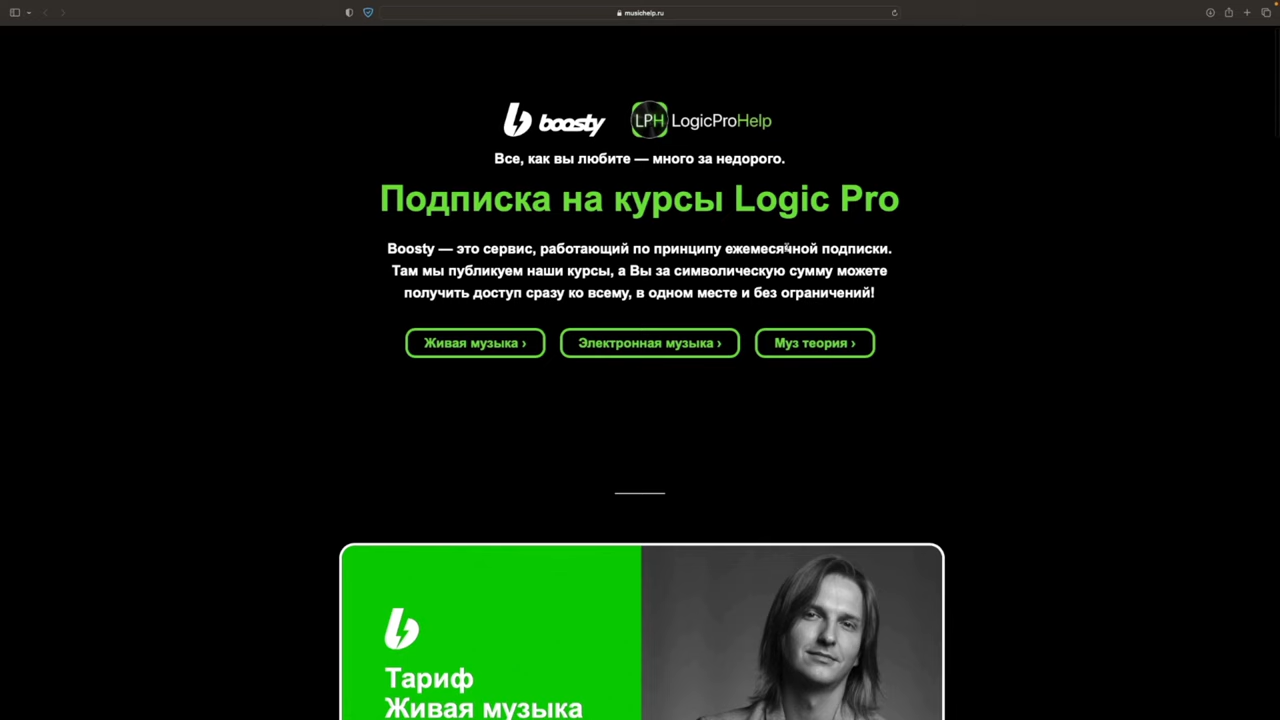 musichelp.ru
boosty LPH LogicProHelp
Все, как вы любите — много за недорого.
Подписка на курсы Logic Pro
Boosty — это сервис, работающий по принципу ежемесячной подписки.
Там мы публикуем наши курсы, а Вы за символическую сумму можете
получить доступ сразу ко всему, в одном месте и без ограничений!
Живая музыка › Электронная музыка › Муз теория ›
Тариф
Живая музыка